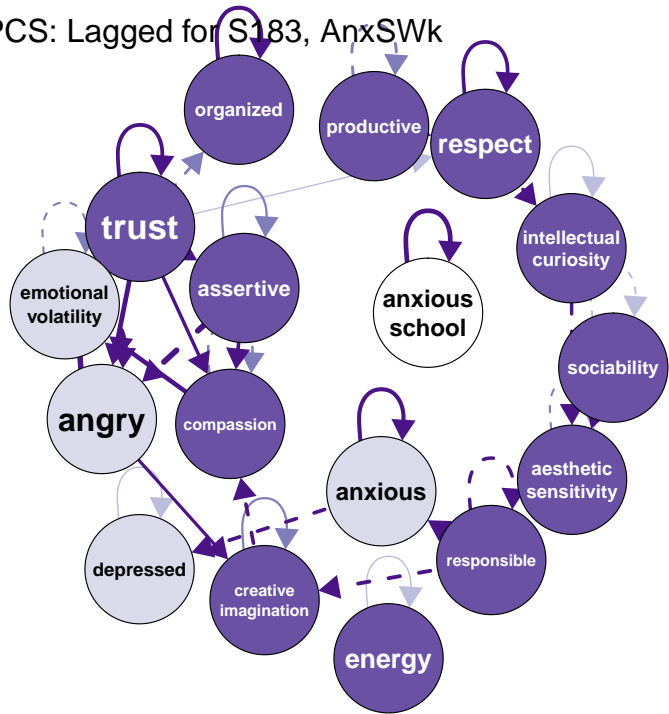 PCS: Lagged for S183, AnxSWk
organized
productive
respect
trust
intellectual
curiosity
emotional
volatility
assertive
anxious
school
sociability
angry
compassion
anxious
aesthetic
sensitivity
depressed
responsible
creative
imagination
energy